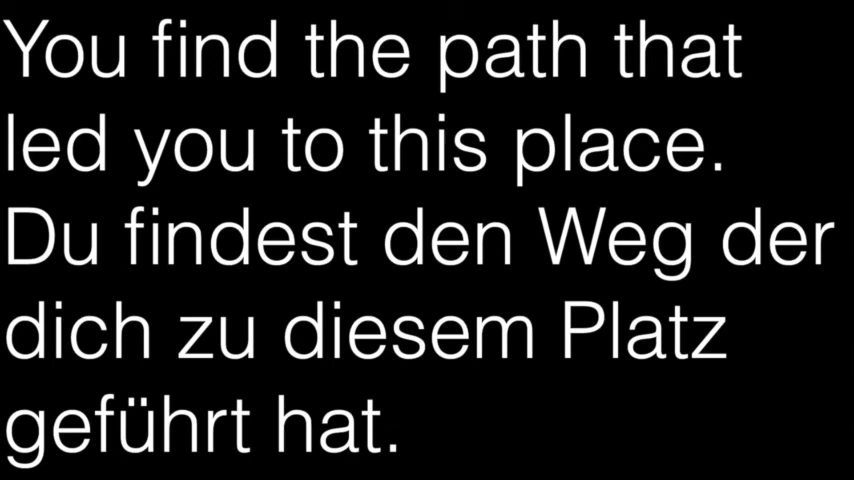 You find the path that
led you to this place.
Du findest den Weg der
dich zu diesem Platz
geführt hat.